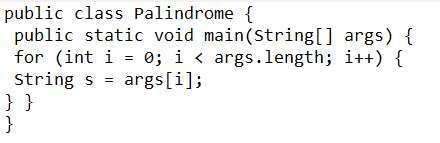 public class Palindrome {
public static void main(String[] args) {
for (int i = 0; i < args.length; i++) {
String s = args[i];
} }
}